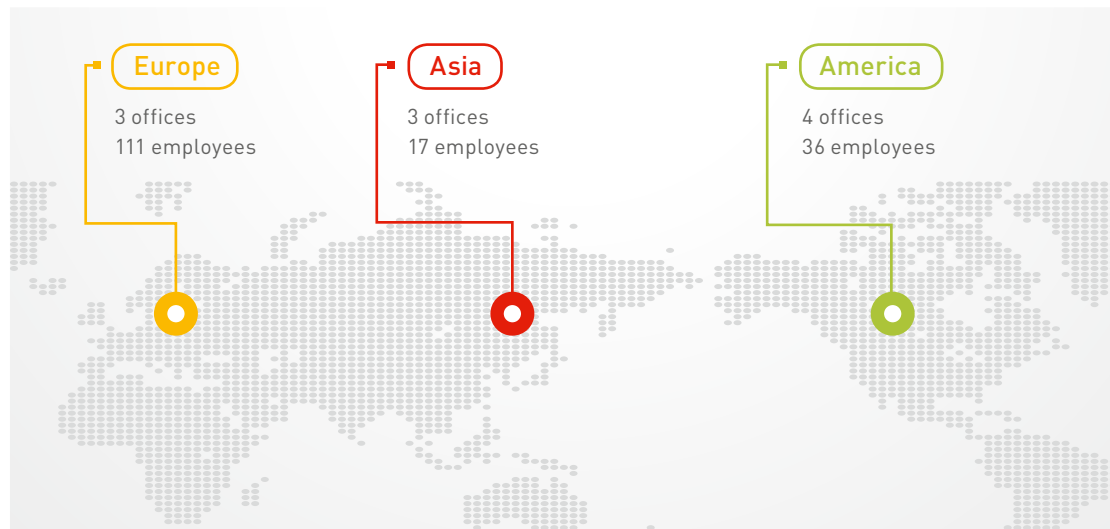 Europe
3 offices
111 employees
Asia
3 offices
17 employees
America
4 offices
36 employees